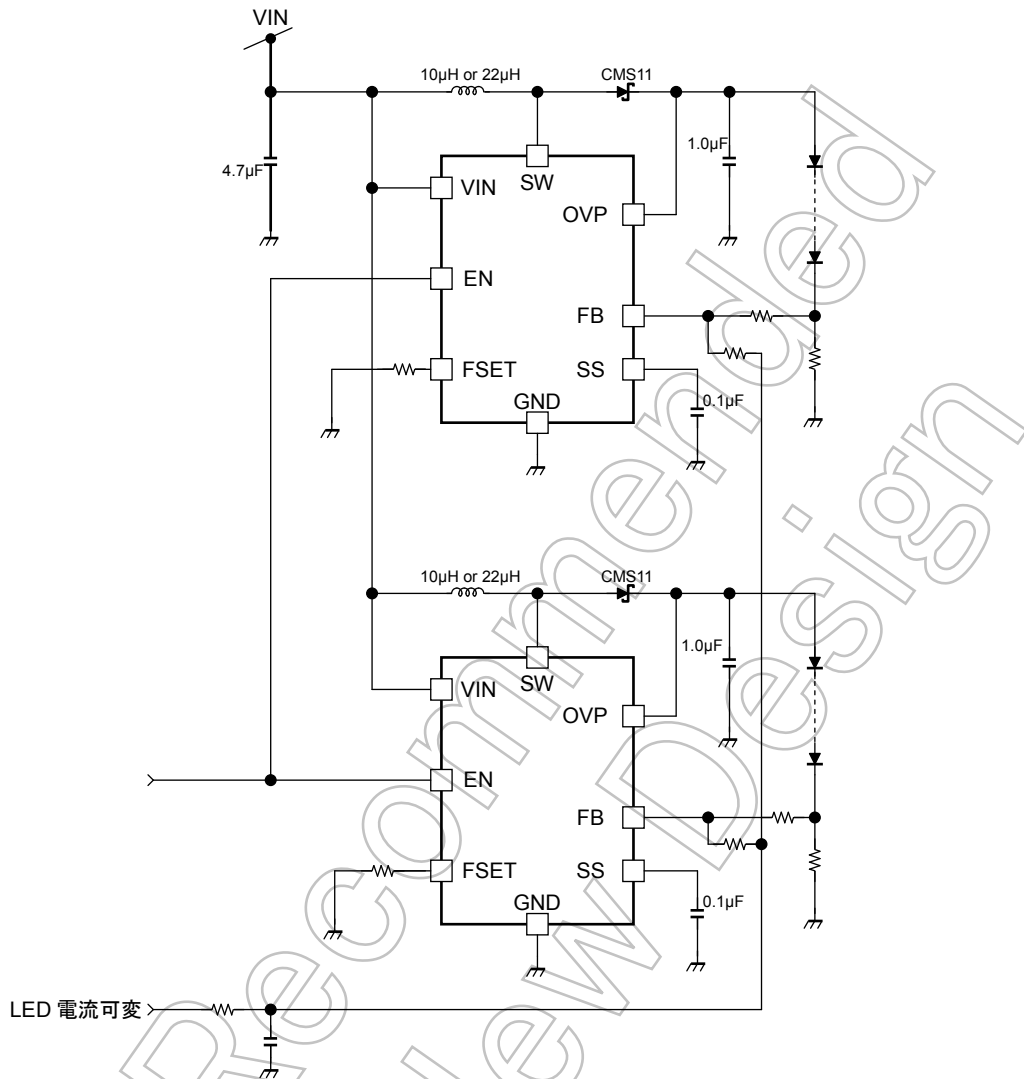 VIN
10μH or 22μH
CMS11
4.7μF
1.0μF
SW
VIN
OVP
EN
FB
FSET
SS
GND
0.1μF
10μH or 22μH
CMS11
1.0μF
SW
VIN
OVP
EN
FB
FSET
SS
GND
0.1μF
LED 電流可変
Recommended
New Design